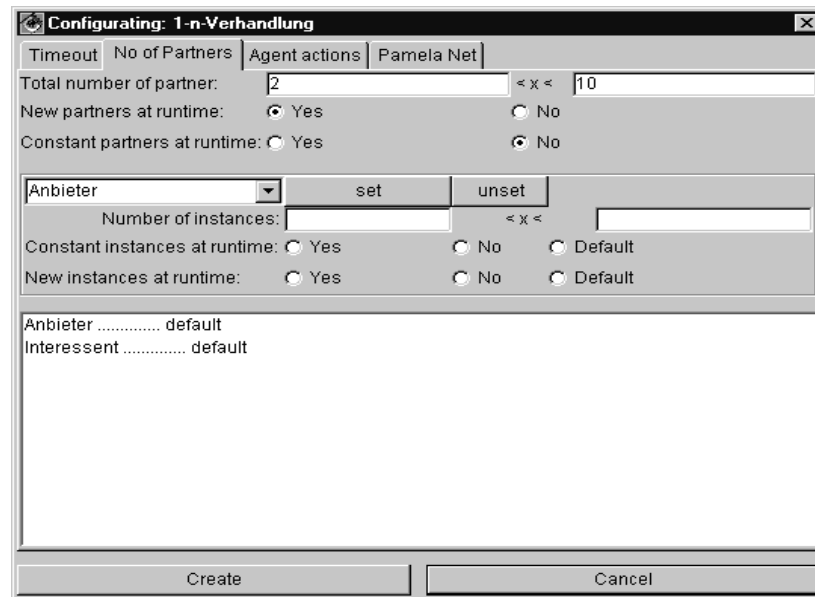 Configurating: 1-n-Verhandlung
Timeout No of Partners Agent actions Pamela Net
Total number of partner: 2 < x < 10
New partners at runtime: Yes No
Constant partners at runtime: Yes No
Anbieter set unset
Number of instances: < x <
Constant instances at runtime: Yes No Default
New instances at runtime: Yes No Default
Anbieter ............. default
Interessent ............. default
Create Cancel